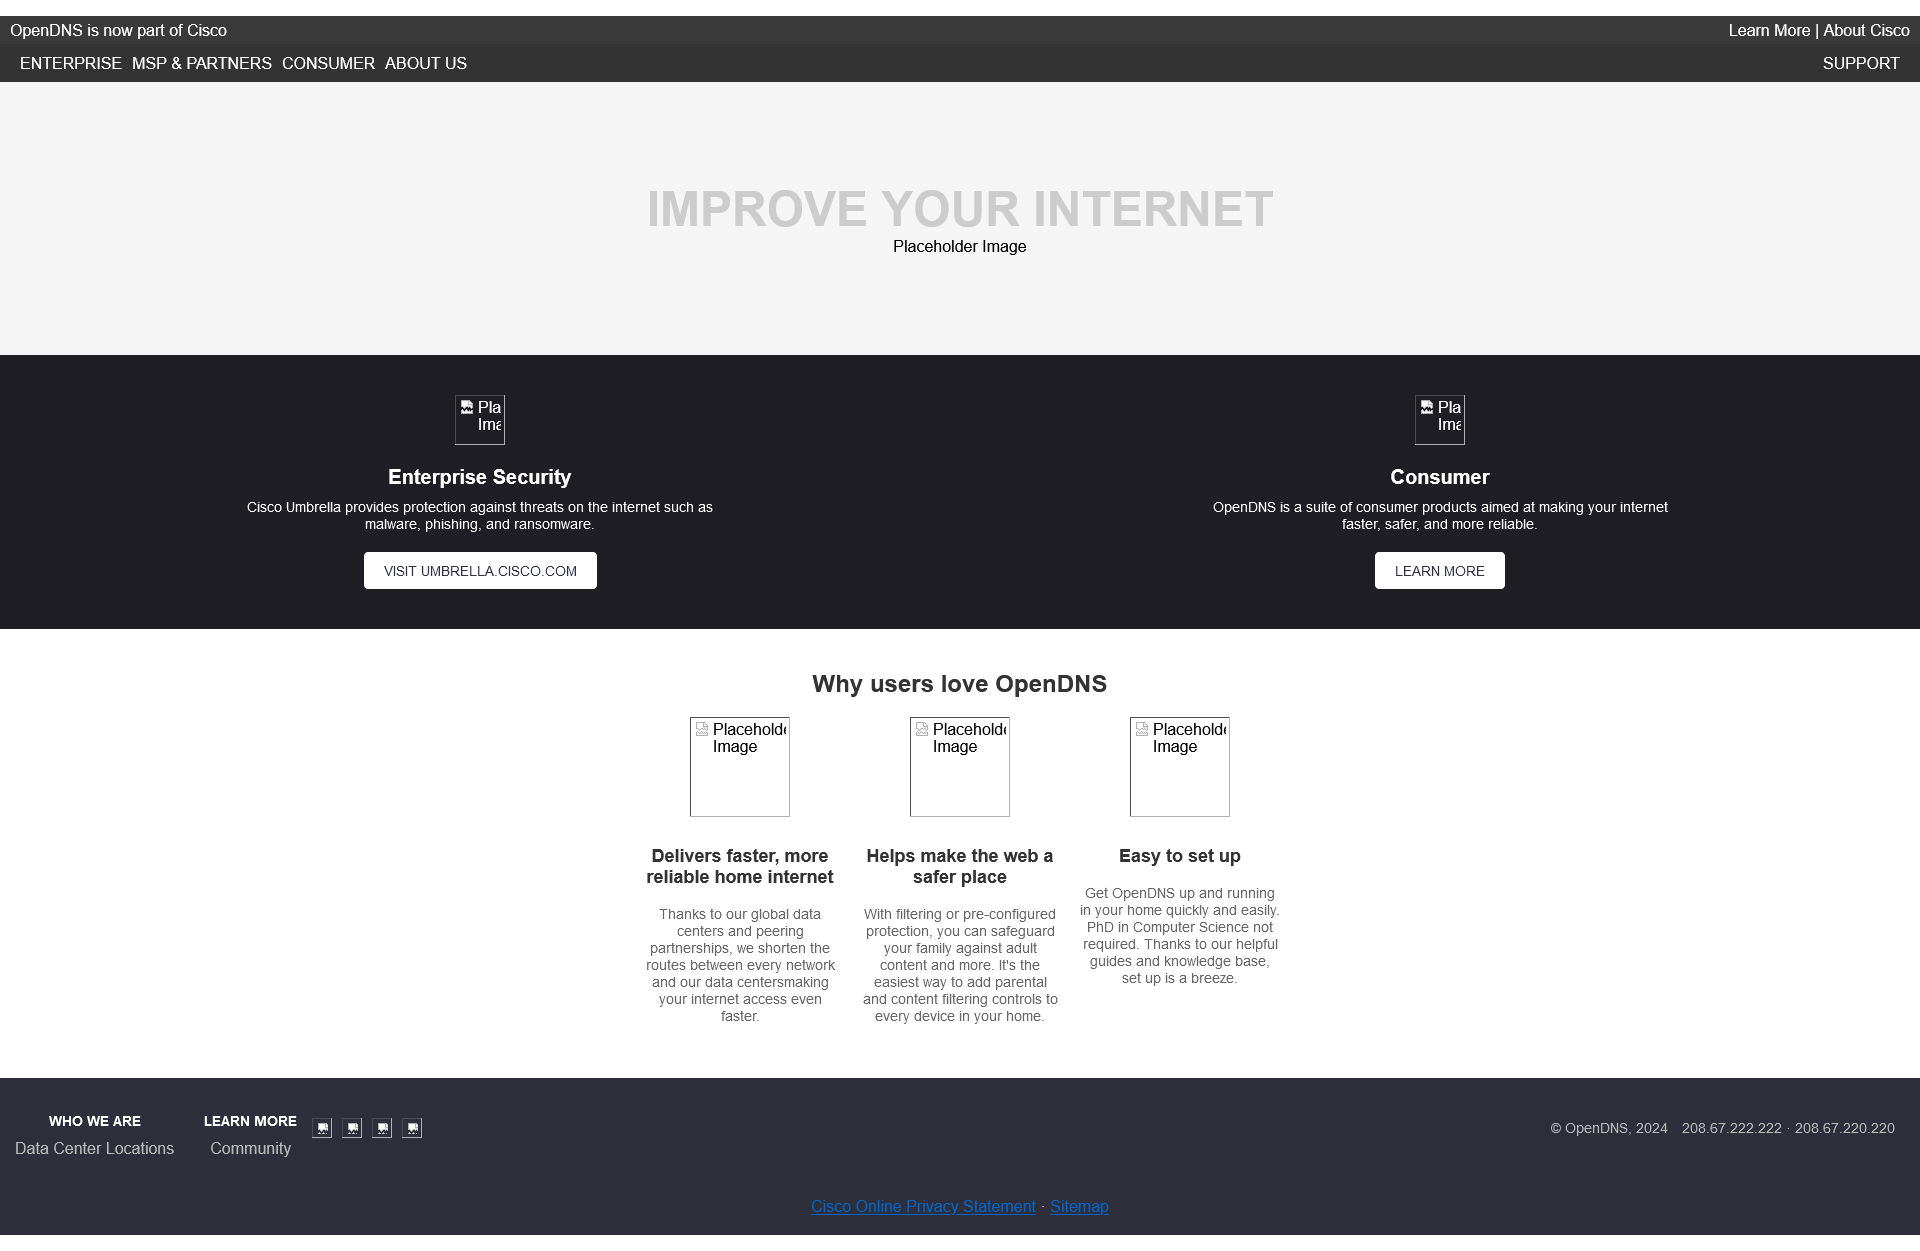 OpenDNS is now part of Cisco
Learn More | About Cisco
ENTERPRISE MSP & PARTNERS CONSUMER ABOUT US
SUPPORT
IMPROVE YOUR INTERNET
Placeholder Image
Enterprise Security
Cisco Umbrella provides protection against threats on the internet such as
malware, phishing, and ransomware.
VISIT UMBRELLA.CISCO.COM
Consumer
OpenDNS is a suite of consumer products aimed at making your internet
faster, safer, and more reliable.
LEARN MORE
Why users love OpenDNS
Image
Delivers faster, more
reliable home internet
Thanks to our global data
centers and peering
partnerships, we shorten the
routes between every network
and our data centersmaking
your internet access even
faster.
Image
Helps make the web a
safer place
With filtering or pre-configured
protection, you can safeguard
your family against adult
content and more. It's the
easiest way to add parental
and content filtering controls to
every device in your home.
Image
Easy to set up
Get OpenDNS up and running
in your home quickly and easily.
PhD in Computer Science not
required. Thanks to our helpful
guides and knowledge base,
set up is a breeze.
WHO WE ARE
Data Center Locations
LEARN MORE
Community
© OpenDNS, 2024 208.67.222.222 · 208.67.220.220
Cisco Online Privacy Statement · Sitemap